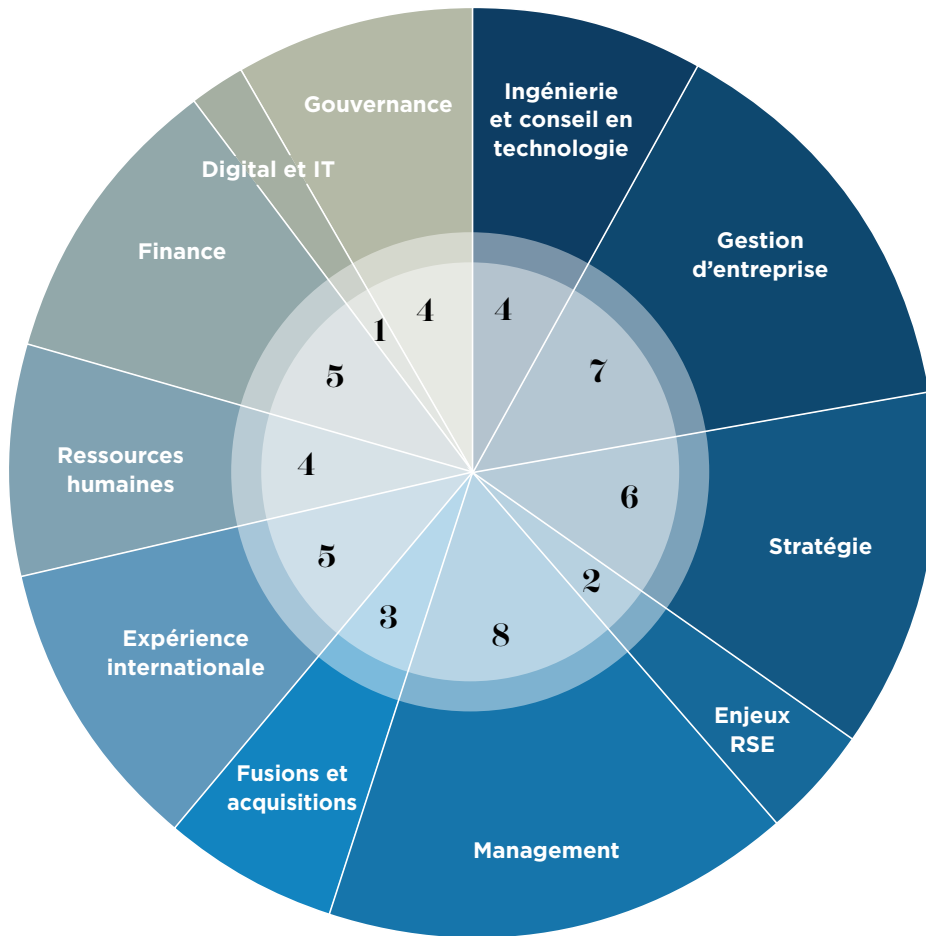 Ingénierie
et conseil en
technologie
4
Gestion
d'entreprise
7
Stratégie
6
Enjeux
RSE
2
Management
8
Fusions et
acquisitions
3
Expérience
internationale
5
Ressources
humaines
4
Finance
5
Digital et IT
1
Gouvernance
4